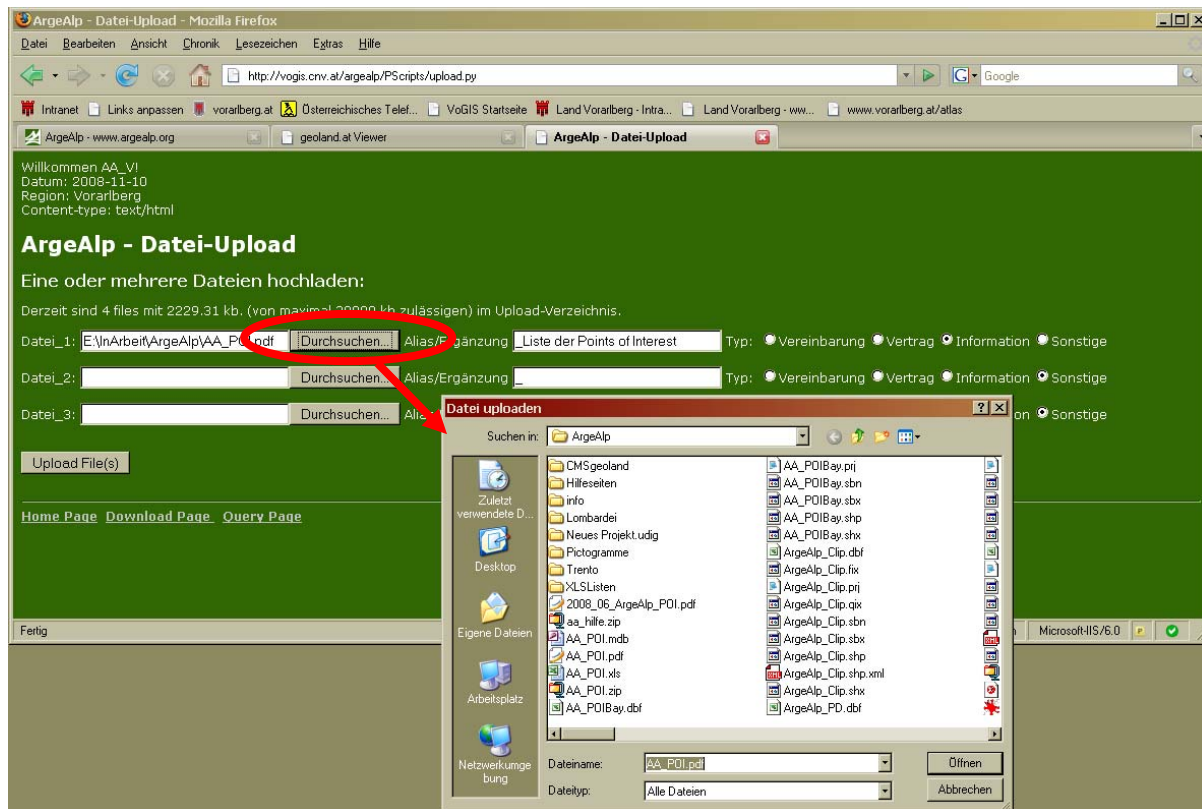 ArgeAlp - Datei-Upload - Mozilla Firefox
Datei Bearbeiten Ansicht Chronik Lesezeichen Extras Hilfe
http://vogis.cnv.at/argealp/PScripts/upload.py
Google
Intranet Links anpassen vorarlberg.at Österreichisches Telef... VoGIS Startseite Land Vorarlberg - Intra... Land Vorarlberg - ww... www.vorarlberg.at/atlas
ArgeAlp - www.argealp.org geoland.at Viewer ArgeAlp - Datei-Upload
Willkommen AA_V!
Datum: 2008-11-10
Region: Vorarlberg
Content-type: text/html
ArgeAlp - Datei-Upload
Eine oder mehrere Dateien hochladen:
Derzeit sind 4 files mit 2229.31 kb. (von maximal kb zulässigen) im Upload-Verzeichnis.
Datei_1: E:\InArbeit\ArgeAlp\AA_POI.pdf Durchsuchen... Alias/Ergänzung _Liste der Points of Interest Typ: Vereinbarung Vertrag Information Sonstige
Datei_2: Durchsuchen... Alias/Ergänzung _ Typ: Vereinbarung Vertrag Information Sonstige
Datei_3: Durchsuchen... Sonstige
Upload File(s)
Home Page Download Page Query Page
Fertig
Microsoft-IIS/6.0
Datei uploaden
Suchen in: ArgeAlp
Zuletzt verwendete D...
Desktop
Eigene Dateien
Arbeitsplatz
Netzwerkumge
bung
CMSgeoland
Hilfeseiten
info
Lombardei
Neues Projekt.udig
Pictogramme
Trento
XLSListen
2008_06_ArgeAlp_POI.pdf
aa_hilfe.zip
AA_POI.mdb
AA_POI.pdf
AA_POI.xls
AA_POI.zip
AA_POIBay.dbf
AA_POIBay.prj
AA_POIBay.sbn
AA_POIBay.sbx
AA_POIBay.shp
AA_POIBay.shx
ArgeAlp_Clip.dbf
ArgeAlp_Clip.fix
ArgeAlp_Clip.prj
ArgeAlp_Clip.qix
ArgeAlp_Clip.sbn
ArgeAlp_Clip.sbx
ArgeAlp_Clip.shp
ArgeAlp_Clip.shp.xml
ArgeAlp_Clip.shx
ArgeAlp_PD.dbf
Dateiname: AA_POI.pdf Öffnen
Dateityp: Alle Dateien Abbrechen